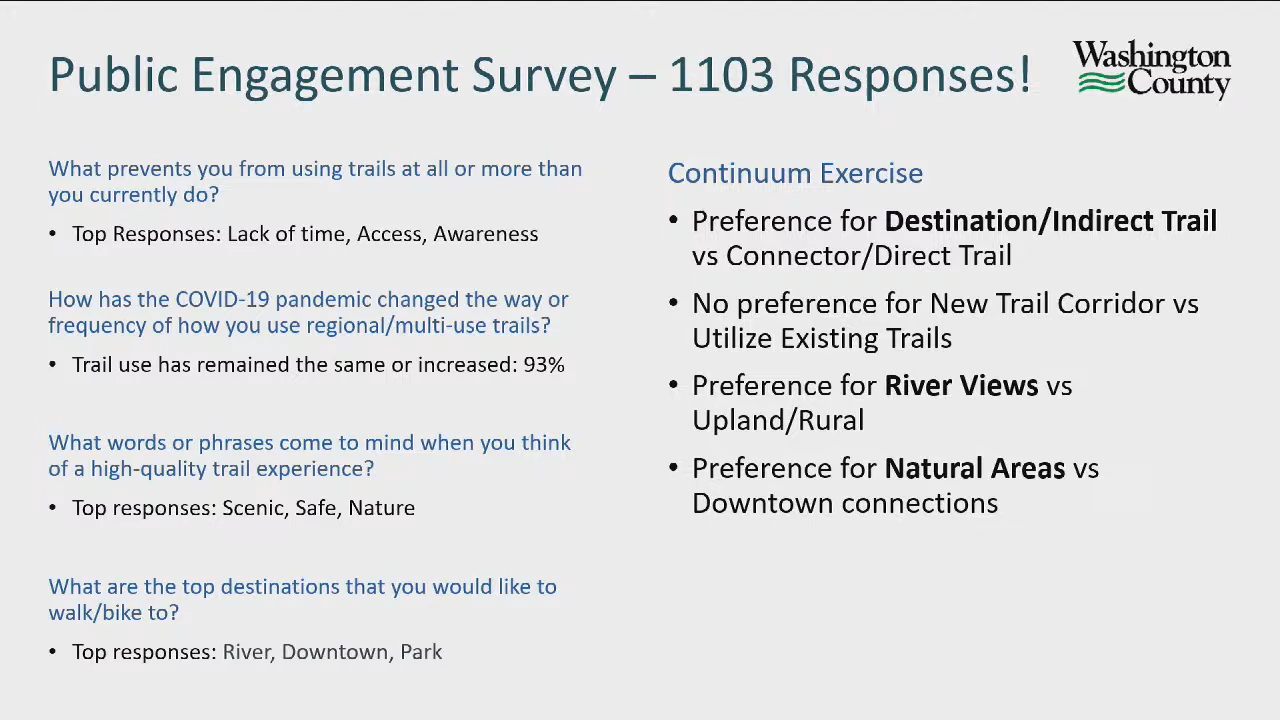 Public Engagement Survey – 1103 Responses!
Washington
County
What prevents you from using trails at all or more than
you currently do?
• Top Responses: Lack of time, Access, Awareness
How has the COVID-19 pandemic changed the way or
frequency of how you use regional/multi-use trails?
• Trail use has remained the same or increased: 93%
What words or phrases come to mind when you think
of a high-quality trail experience?
• Top responses: Scenic, Safe, Nature
What are the top destinations that you would like to
walk/bike to?
• Top responses: River, Downtown, Park
Continuum Exercise
• Preference for Destination/Indirect Trail
vs Connector/Direct Trail
• No preference for New Trail Corridor vs
Utilize Existing Trails
• Preference for River Views vs
Upland/Rural
• Preference for Natural Areas vs
Downtown connections